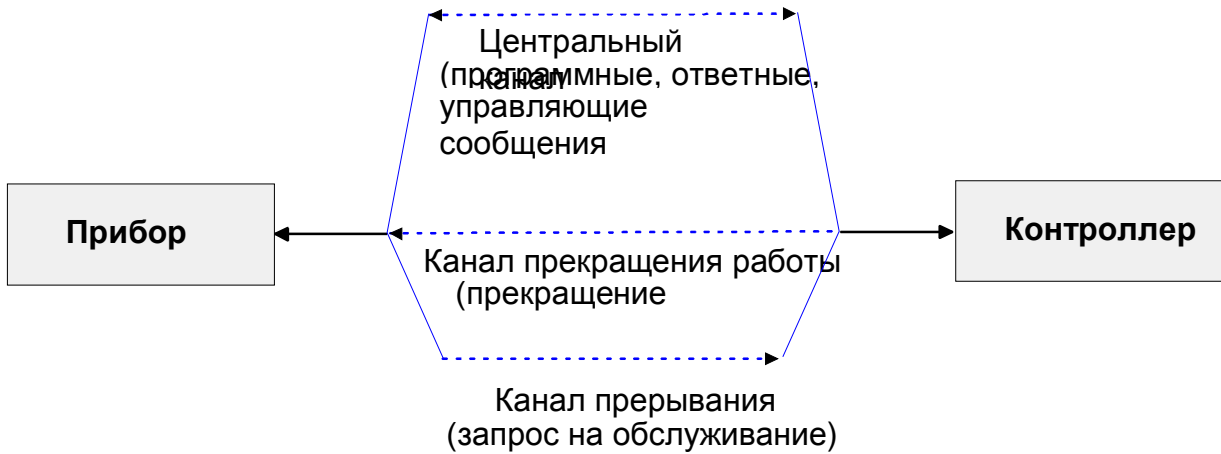 Центральный
канал
(программные, ответные,
управляющие
сообщения
Прибор
Контроллер
Канал прекращения работы
(прекращение
Канал прерывания
(запрос на обслуживание)